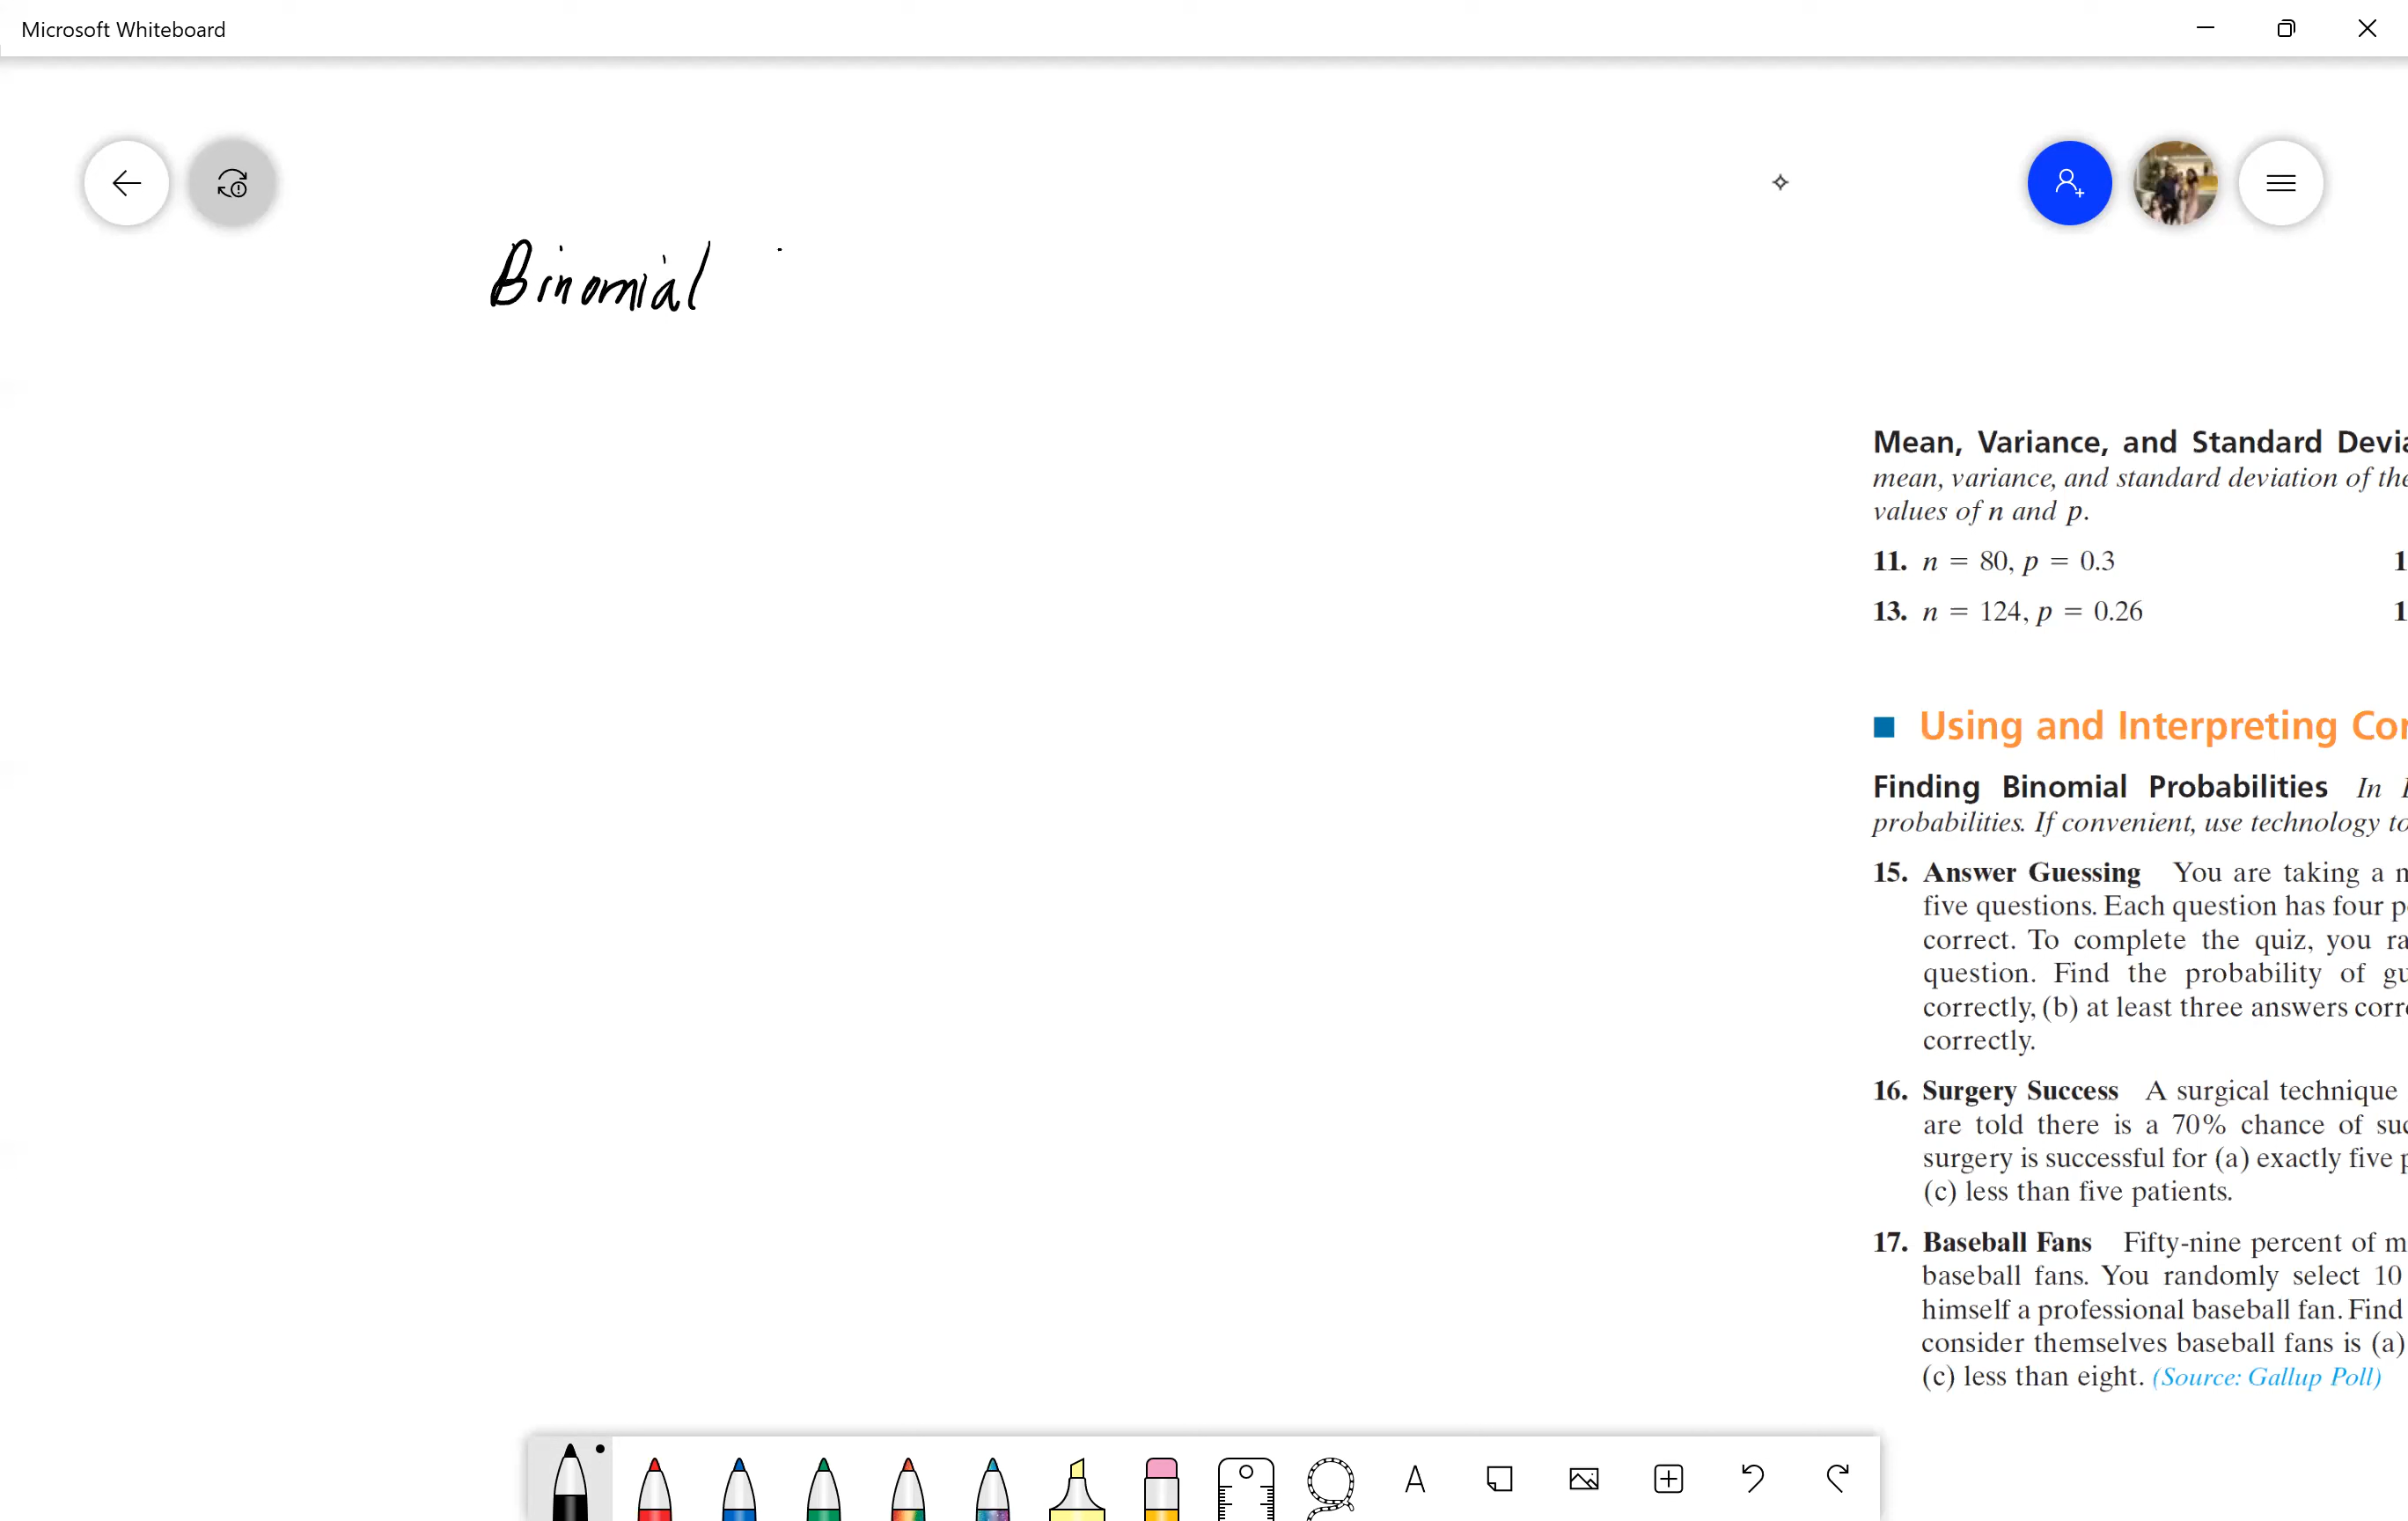 Microsoft Whiteboard
Binomial
Mean, Variance, and Standard
mean, variance, and standard deviation of
values of n and p.
11. n = 80, p = 0.3
13. n = 124, p = 0.26
Using and Interpreting
Finding Binomial Probabilities In
probabilities. If convenient, use technology
15. Answer Guessing You are taking a
five questions. Each question has four
correct. To complete the quiz, you
question. Find the probability of
correctly, (b) at least three answers
correctly.
16. Surgery Success A surgical technique
are told there is a 70% chance of
surgery is successful for (a) exactly five
(c) less than five patients.
17. Baseball Fans Fifty-nine percent of
baseball fans. You randomly select 10
himself a professional baseball fan. Find
consider themselves baseball fans is (a)
(c) less than eight. (Source: Gallup Poll)